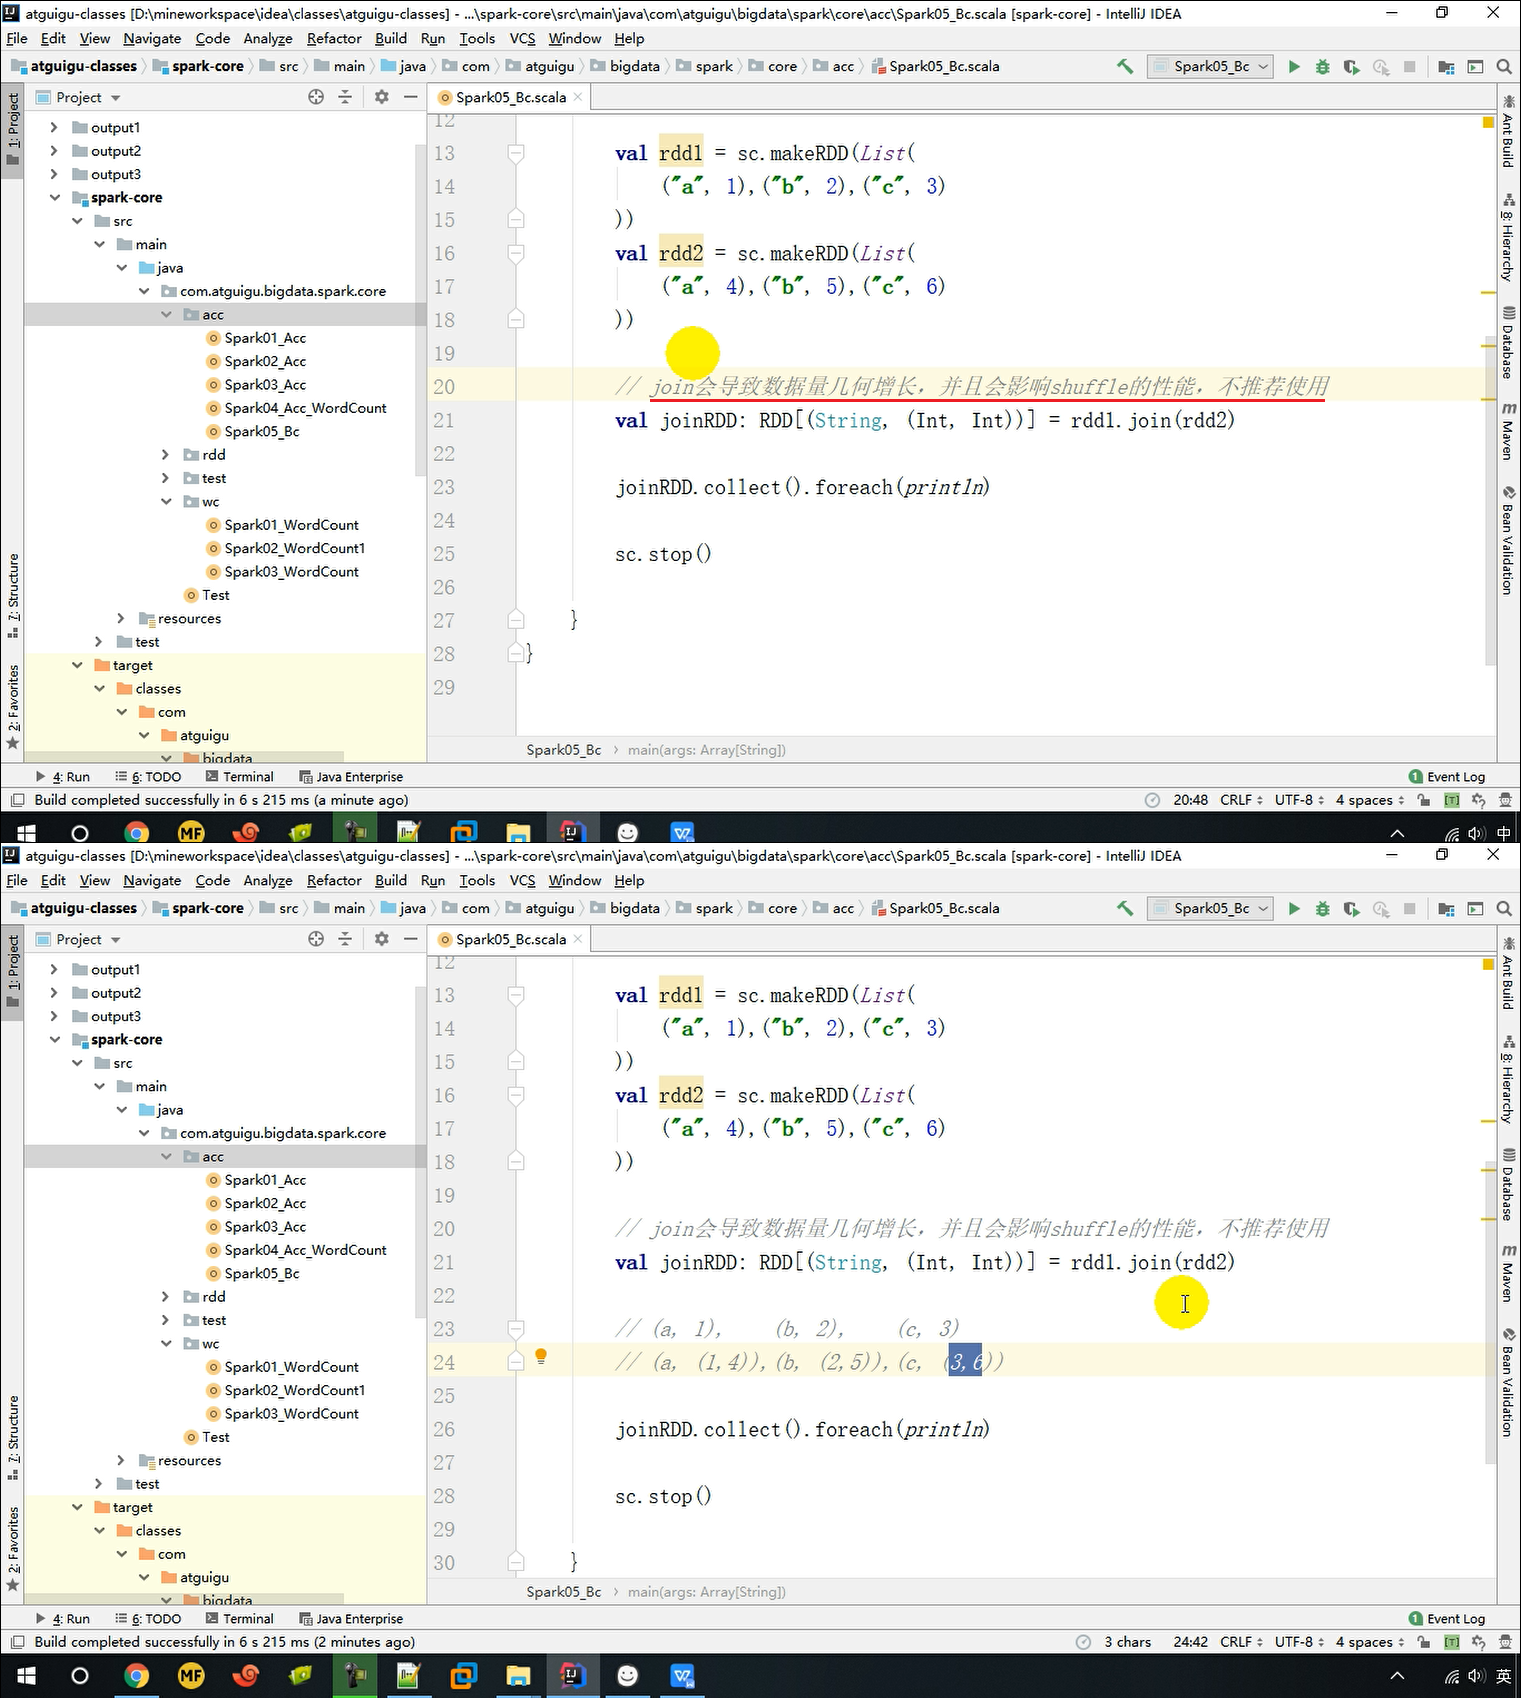 atguigu-classes [D:\mineworkspace\idea\classes\atguigu-classes] - ...\spark-core\src\main\java\com\atguigu\bigdata\spark\core\acc\Spark05_Bc.scala [spark-core] - IntelliJ IDEA
File Edit View Navigate Code Analyze Refactor Build Run Tools VCS Window Help
atguigu-classes spark-core src main java com atguigu bigdata spark core acc Spark05_Bc.scala Spark05_Bc
1: Project
7: Structure
2: Favorites
Project
output1
output2
output3
spark-core
src
main
java
com.atguigu.bigdata.spark.core
acc
Spark01_Acc
Spark02_Acc
Spark03_Acc
Spark04_Acc_WordCount
Spark05_Bc
rdd
test
wc
Spark01_WordCount
Spark02_WordCount1
Spark03_WordCount
Test
resources
test
target
classes
com
atguigu
bigdata
Spark05_Bc.scala
12
13 val rdd1 = sc.makeRDD(List(
14 ("a", 1),("b", 2),("c", 3)
15 ))
16 val rdd2 = sc.makeRDD(List(
17 ("a", 4),("b", 5),("c", 6)
18 ))
19
20 // join会导致数据量几何增长，并且会影响shuffle的性能，不推荐使用
21 val joinRDD: RDD[(String, (Int, Int))] = rdd1.join(rdd2)
22
23 joinRDD.collect().foreach(println)
24
25 sc.stop()
26
27 }
28 }
29
Spark05_Bc main(args: Array[String])
Ant Build
8: Hierarchy
Database
Maven
Bean Validation
4: Run 6: TODO Terminal Java Enterprise 1 Event Log
Build completed successfully in 6 s 215 ms (a minute ago) 20:48 CRLF UTF-8 4 spaces
MF 中
atguigu-classes [D:\mineworkspace\idea\classes\atguigu-classes] - ...\spark-core\src\main\java\com\atguigu\bigdata\spark\core\acc\Spark05_Bc.scala [spark-core] - IntelliJ IDEA
File Edit View Navigate Code Analyze Refactor Build Run Tools VCS Window Help
atguigu-classes spark-core src main java com atguigu bigdata spark core acc Spark05_Bc.scala Spark05_Bc
1: Project
7: Structure
2: Favorites
Project
output1
output2
output3
spark-core
src
main
java
com.atguigu.bigdata.spark.core
acc
Spark01_Acc
Spark02_Acc
Spark03_Acc
Spark04_Acc_WordCount
Spark05_Bc
rdd
test
wc
Spark01_WordCount
Spark02_WordCount1
Spark03_WordCount
Test
resources
test
target
classes
com
atguigu
bigdata
Spark05_Bc.scala
12
13 val rdd1 = sc.makeRDD(List(
14 ("a", 1),("b", 2),("c", 3)
15 ))
16 val rdd2 = sc.makeRDD(List(
17 ("a", 4),("b", 5),("c", 6)
18 ))
19
20 // join会导致数据量几何增长，并且会影响shuffle的性能，不推荐使用
21 val joinRDD: RDD[(String, (Int, Int))] = rdd1.join(rdd2)
22
23 // (a, 1), (b, 2), (c, 3)
24 // (a, (1,4)),(b, (2,5)),(c, (3,6))
25
26 joinRDD.collect().foreach(println)
27
28 sc.stop()
29
30 }
Spark05_Bc main(args: Array[String])
Ant Build
8: Hierarchy
Database
Maven
Bean Validation
4: Run 6: TODO Terminal Java Enterprise 1 Event Log
Build completed successfully in 6 s 215 ms (2 minutes ago) 3 chars 24:42 CRLF UTF-8 4 spaces
MF 英